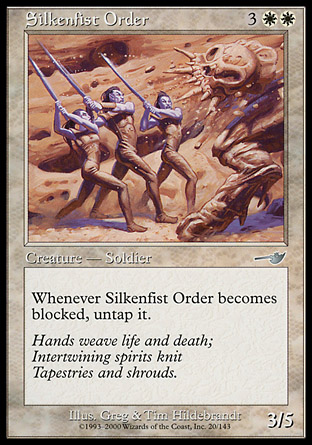 Silkenfist Order 3
Creature — Soldier
Whenever Silkenfist Order becomes
blocked, untap it.
Hands weave life and death;
Intertwining spirits knit
Tapestries and shrouds.
3/5
Illus. Greg & Tim Hildebrandt
©1993-2000 Wizards of the Coast, Inc. 20/143